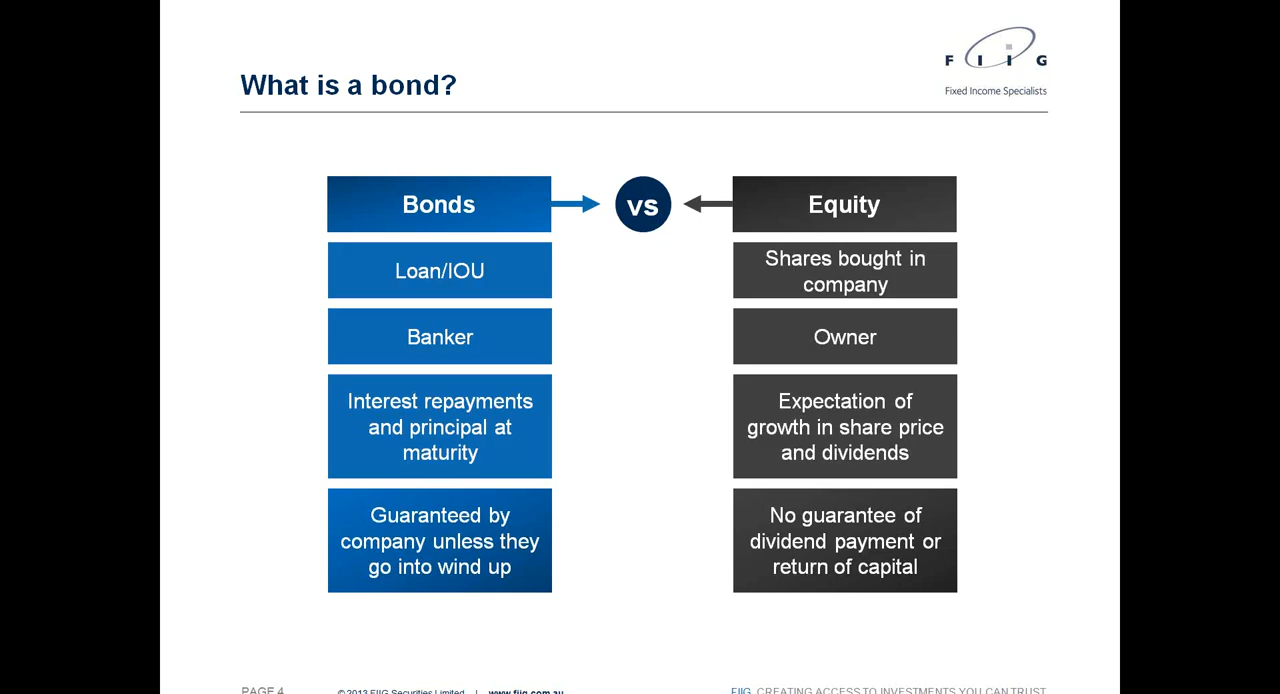 F I I G
Fixed Income Specialists
What is a bond?
Bonds
vs
Equity
Loan/IOU
Shares bought in
company
Banker
Owner
Interest repayments
and principal at
maturity
Expectation of
growth in share price
and dividends
Guaranteed by
company unless they
go into wind up
No guarantee of
dividend payment or
return of capital
PAGE 4
© 2013 FIIG Securities Limited | www.fiig.com.au
FIIG CREATING ACCESS TO INVESTMENTS YOU CAN TRUST